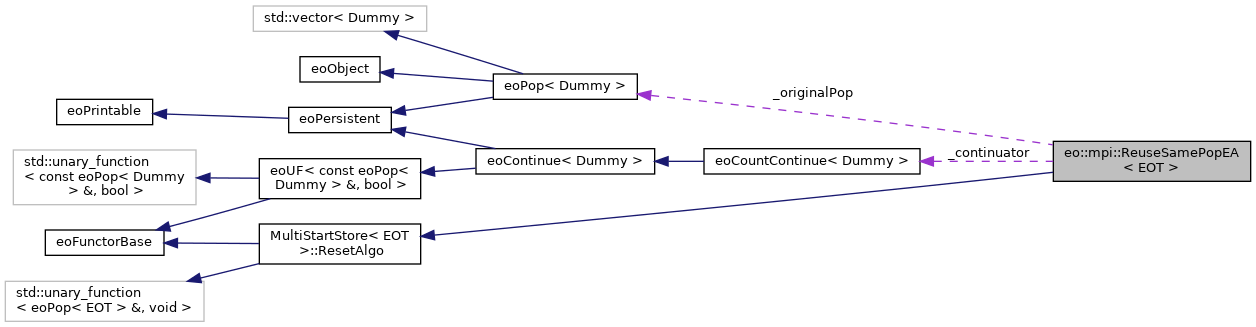 std::vector< Dummy >
eoObject
eoPop< Dummy >
_originalPop
eoPrintable
eoPersistent
std::unary_function
< const eoPop< Dummy
> &, bool >
eoUF< const eoPop<
Dummy > &, bool >
eoContinue< Dummy >
eoCountContinue< Dummy >
_continuator
eo::mpi::ReuseSamePopEA
< EOT >
eoFunctorBase
MultiStartStore< EOT
>::ResetAlgo
std::unary_function
< eoPop< EOT > &, void >